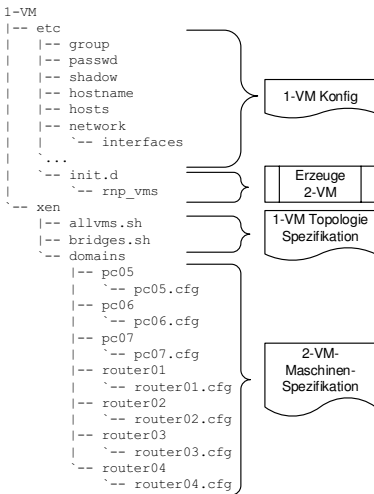 1-VM
|-- etc
|   |-- group
|   |-- passwd
|   |-- shadow
|   |-- hostname
|   |-- hosts
|   |-- network
|   |   `-- interfaces
|   `...
|   `-- init.d
|       `-- rnp_vms
`-- xen
    |-- allvms.sh
    |-- bridges.sh
    `-- domains
        |-- pc05
        |   `-- pc05.cfg
        |-- pc06
        |   `-- pc06.cfg
        |-- pc07
        |   `-- pc07.cfg
        |-- router01
        |   `-- router01.cfg
        |-- router02
        |   `-- router02.cfg
        |-- router03
        |   `-- router03.cfg
        `-- router04
            `-- router04.cfg
1-VM Konfig
Erzeuge
2-VM
1-VM Topologie
Spezifikation
2-VM-
Maschinen-
Spezifikation